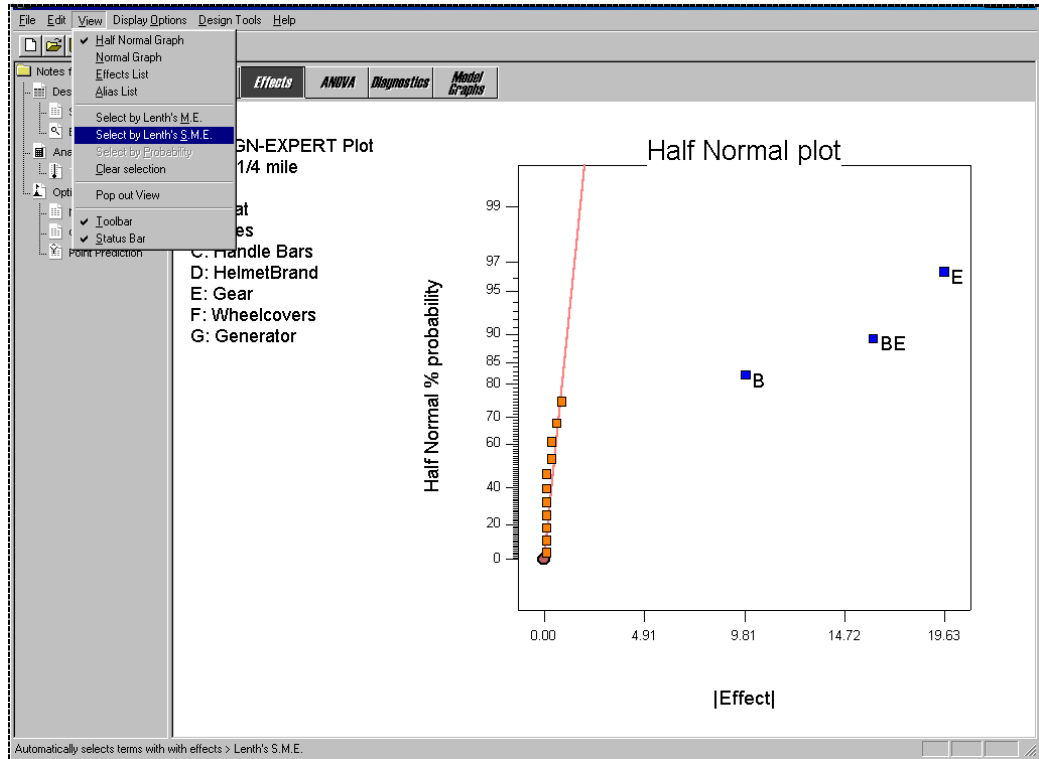 File Edit View Display Options Design Tools Help
Half Normal Graph
Normal Graph
Effects List
Alias List
Select by Lenth's M.E.
Select by Lenth's S.M.E.
Select by Probability
Clear selection
Pop out View
Toolbar
Status Bar
Notes f
Des
S
E
Ana
Opti
Point Prediction
Effects ANOVA Diagnostics Model Graphs
GN-EXPERT Plot
1/4 mile
at
es
C: Handle Bars
D: HelmetBrand
E: Gear
F: Wheelcovers
G: Generator
Half Normal plot
Half Normal % probability
99
97
95
90
85
80
70
60
40
20
0
E
BE
B
0.00 4.91 9.81 14.72 19.63
|Effect|
Automatically selects terms with with effects > Lenth's S.M.E.